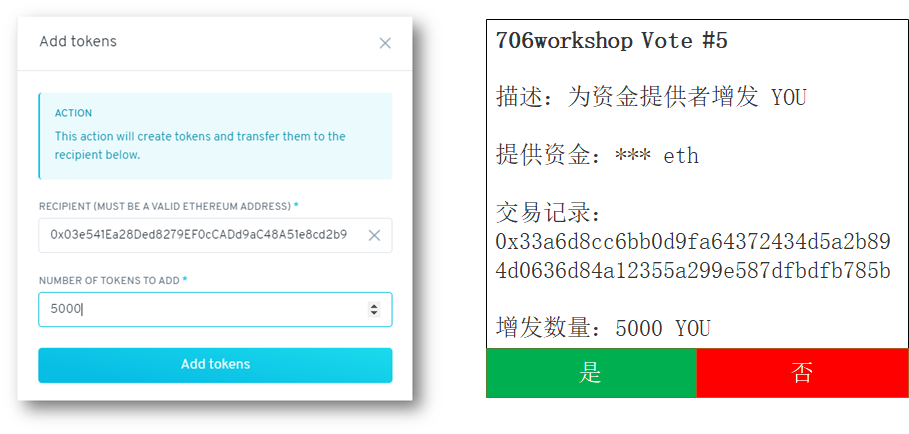 Add tokens
ACTION
This action will create tokens and transfer them to the
recipient below.
RECIPIENT (MUST BE A VALID ETHEREUM ADDRESS) *
0x03e541Ea28Ded8279EF0cCADd9aC48A51e8cd2b9
NUMBER OF TOKENS TO ADD *
5000
Add tokens
706workshop Vote #5
描述：为资金提供者增发 YOU
提供资金：*** eth
交易记录：
0x33a6d8cc6bb0d9fa64372434d5a2b89
4d0636d84a12355a299e587dfbdfb785b
增发数量：5000 YOU
是
否